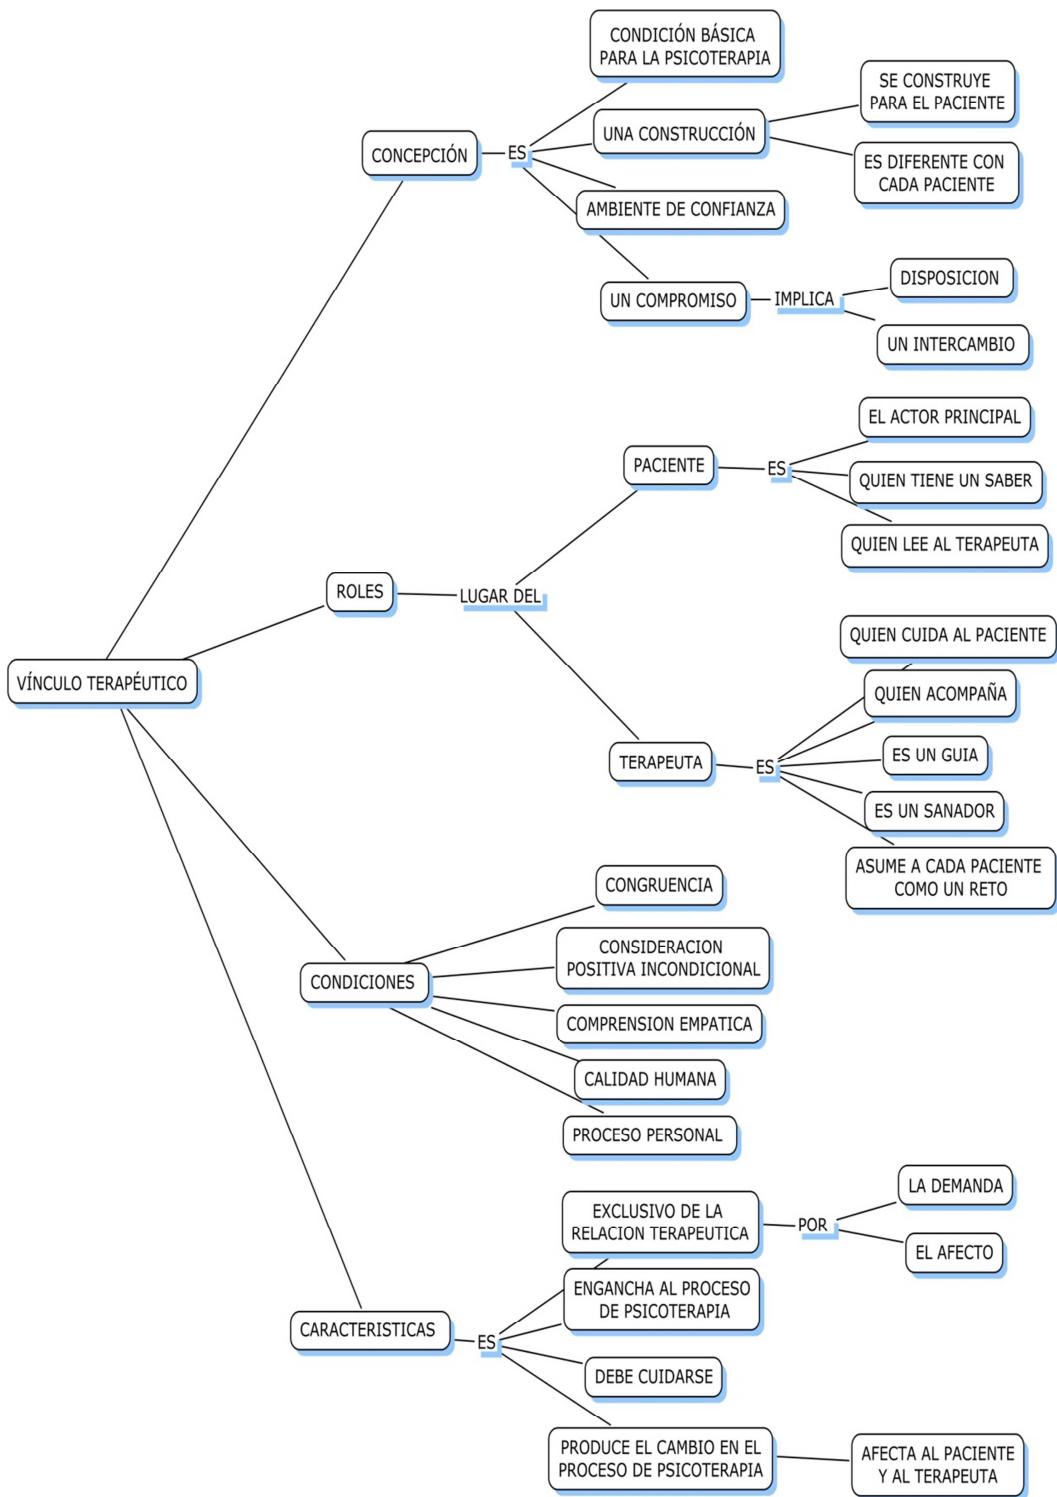 CONDICIÓN BÁSICA
PARA LA PSICOTERAPIA
SE CONSTRUYE
PARA EL PACIENTE
UNA CONSTRUCCIÓN
CONCEPCIÓN
ES
ES DIFERENTE CON
CADA PACIENTE
AMBIENTE DE CONFIANZA
DISPOSICION
UN COMPROMISO
IMPLICA
UN INTERCAMBIO
EL ACTOR PRINCIPAL
PACIENTE
ES
QUIEN TIENE UN SABER
QUIEN LEE AL TERAPEUTA
ROLES
LUGAR DEL
QUIEN CUIDA AL PACIENTE
VÍNCULO TERAPÉUTICO
QUIEN ACOMPAÑA
ES UN GUIA
TERAPEUTA
ES
ES UN SANADOR
ASUME A CADA PACIENTE
COMO UN RETO
CONGRUENCIA
CONSIDERACION
POSITIVA INCONDICIONAL
CONDICIONES
COMPRENSION EMPATICA
CALIDAD HUMANA
PROCESO PERSONAL
LA DEMANDA
EXCLUSIVO DE LA
RELACION TERAPEUTICA
POR
EL AFECTO
ENGANCHA AL PROCESO
DE PSICOTERAPIA
CARACTERISTICAS
ES
DEBE CUIDARSE
PRODUCE EL CAMBIO EN EL
PROCESO DE PSICOTERAPIA
AFECTA AL PACIENTE
Y AL TERAPEUTA